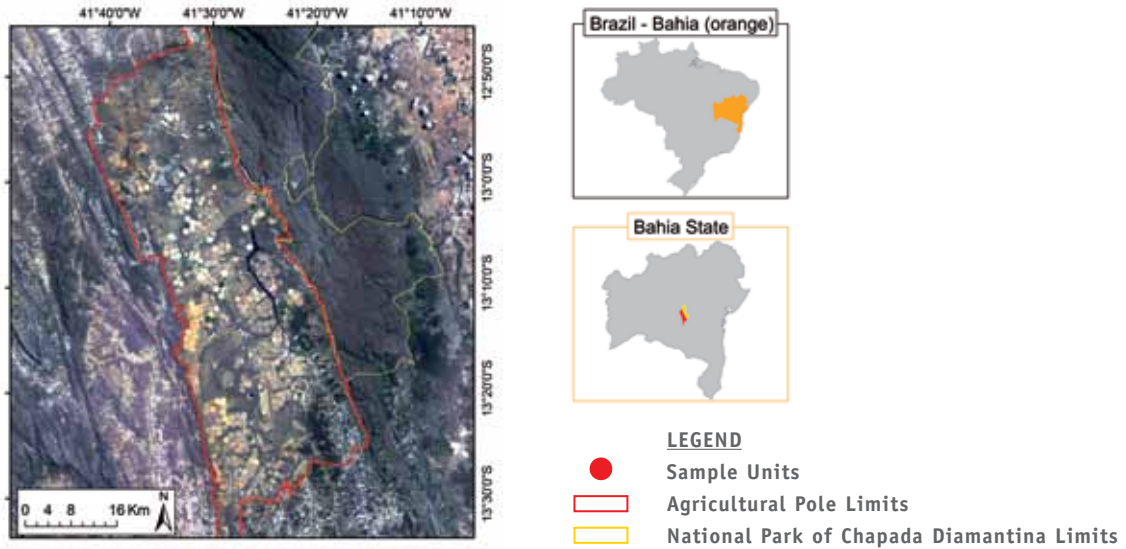 41°40'0"W 41°30'0"W 41°20'0"W 41°10'0"W
12°50'0"S
13°0'0"S
13°10'0"S
13°20'0"S
13°30'0"S
N
0 4 8 16 Km
Brazil - Bahia (orange)
Bahia State
LEGEND
Sample Units
Agricultural Pole Limits
National Park of Chapada Diamantina Limits